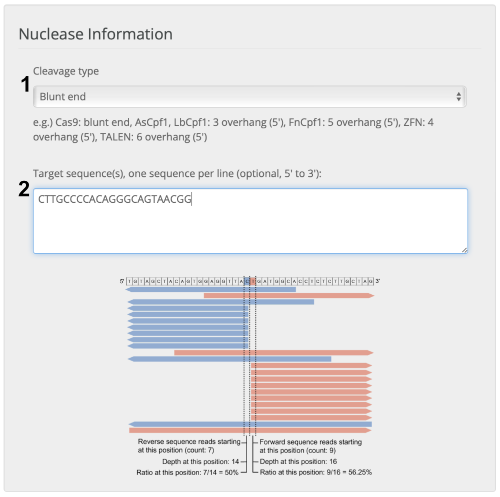 Nuclease Information
1
Cleavage type
Blunt end
e.g.) Cas9: blunt end, AsCpf1, LbCpf1: 3 overhang (5'), FnCpf1: 5 overhang (5'), ZFN: 4
overhang (5'), TALEN: 6 overhang (5')
2
Target sequence(s), one sequence per line (optional, 5' to 3'):
CTTGCCCCACAGGGCAGTAACGG
5' 3'
Reverse sequence reads starting
at this position (count: 7)
Depth at this position: 14
Ratio at this position: 7/14 = 50%
Forward sequence reads starting
at this position (count: 9)
Depth at this position: 16
Ratio at this position: 9/16 = 56.25%